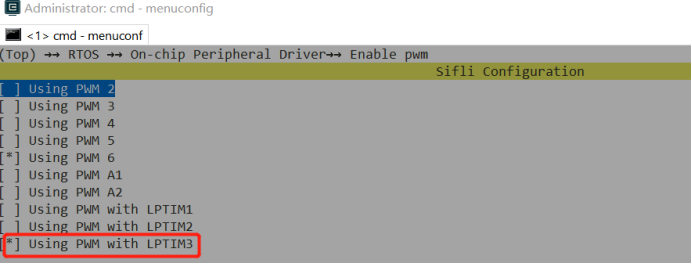 Administrator: cmd - menuconfig
<1> cmd - menuconf
(Top) →→ RTOS →→ On-chip Peripheral Driver→→ Enable pwm
Sifli Configuration
[ ] Using PWM 2
[ ] Using PWM 3
[ ] Using PWM 4
[ ] Using PWM 5
[*] Using PWM 6
[ ] Using PWM A1
[ ] Using PWM A2
[ ] Using PWM with LPTIM1
[ ] Using PWM with LPTIM2
[*] Using PWM with LPTIM3